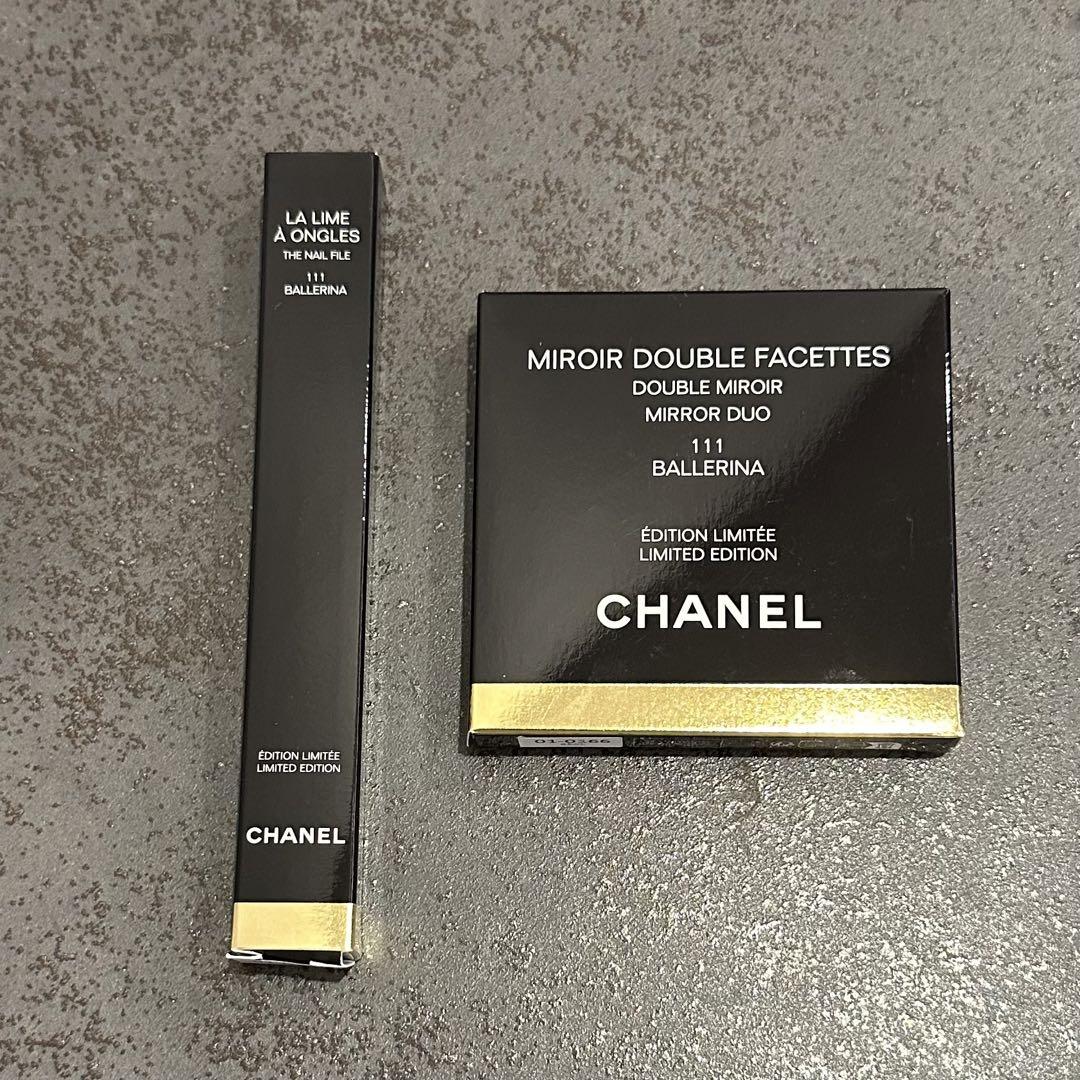 LA LIME
À ONGLES
THE NAIL FILE
111
BALLERINA
ÉDITION LIMITÉE
LIMITED EDITION
CHANEL
MIROIR DOUBLE FACETTES
DOUBLE MIROIR
MIRROR DUO
111
BALLERINA
ÉDITION LIMITÉE
LIMITED EDITION
CHANEL